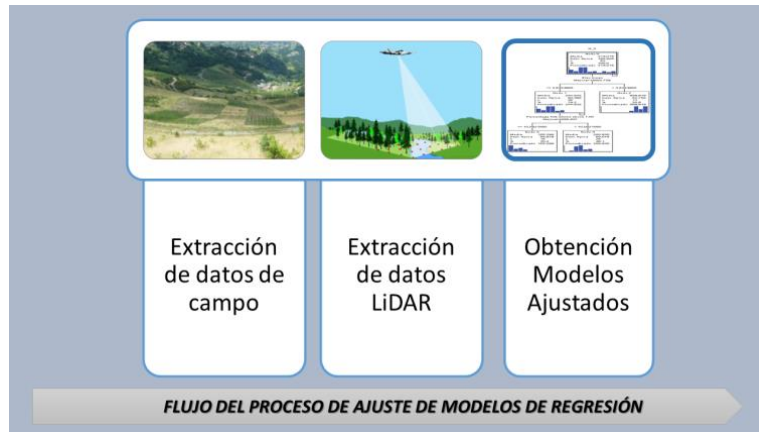 Extracción
de datos de
campo
Extracción
de datos
LiDAR
Obtención
Modelos
Ajustados
FLUJO DEL PROCESO DE AJUSTE DE MODELOS DE REGRESIÓN